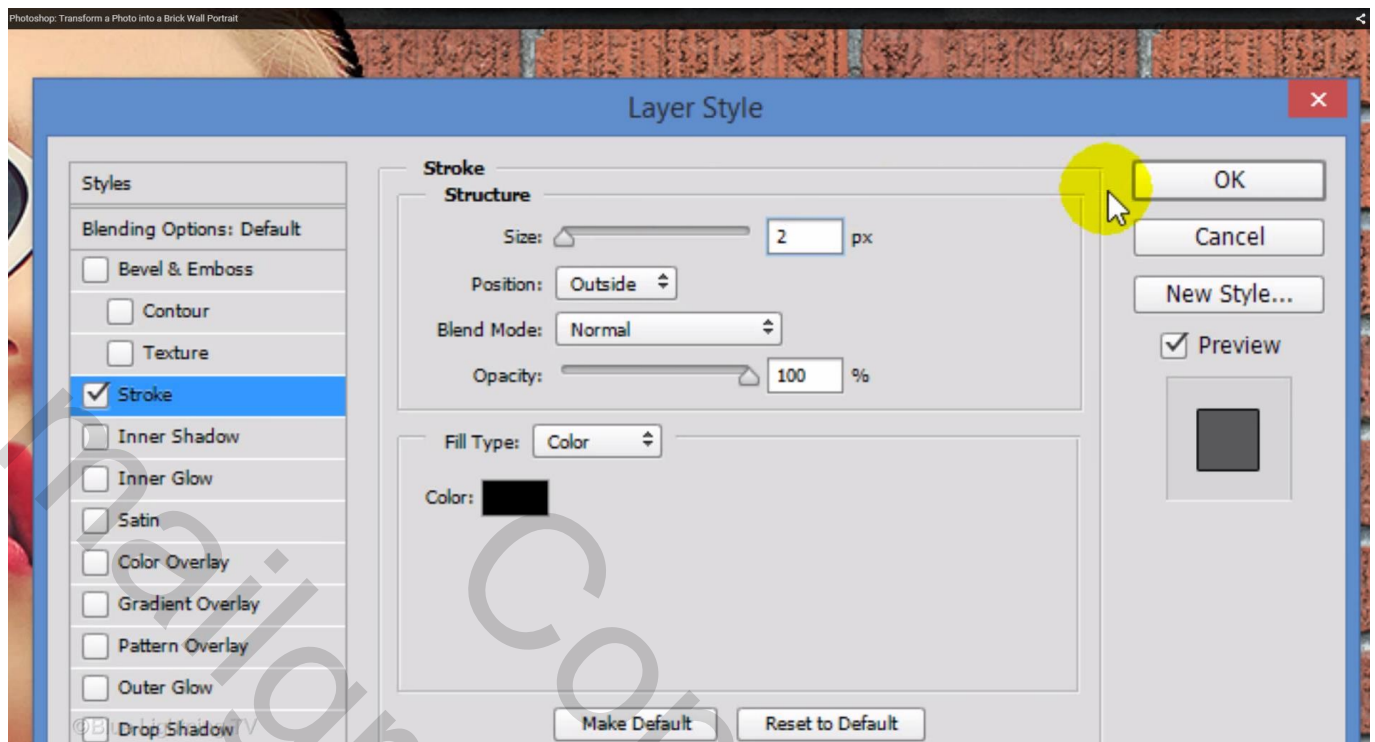 Photoshop: Transform a Photo into a Brick Wall Portrait
Layer Style
Styles
Blending Options: Default
Bevel & Emboss
Contour
Texture
Stroke
Inner Shadow
Inner Glow
Satin
Color Overlay
Gradient Overlay
Pattern Overlay
Outer Glow
Drop Shadow
Stroke
Structure
Size: 2 px
Position: Outside
Blend Mode: Normal
Opacity: 100 %
Fill Type: Color
Color:
Make Default Reset to Default
OK
Cancel
New Style...
Preview